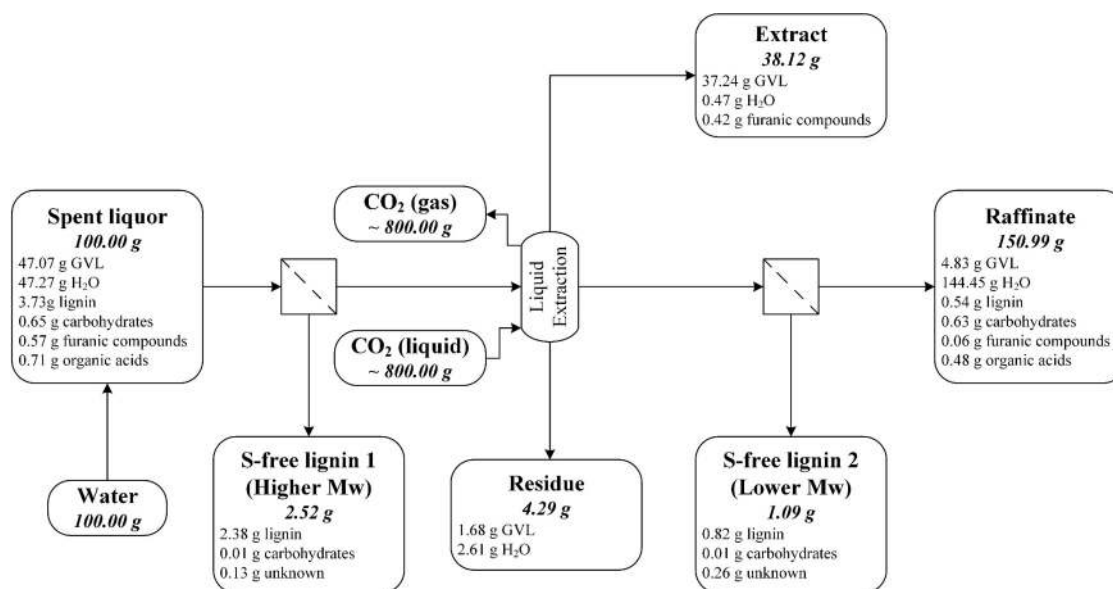 Extract
38.12 g
37.24 g GVL
0.47 g H₂O
0.42 g furanic compounds
Spent liquor
100.00 g
47.07 g GVL
47.27 g H₂O
3.73g lignin
0.65 g carbohydrates
0.57 g furanic compounds
0.71 g organic acids
CO₂ (gas)
~ 800.00 g
Liquid
Extraction
CO₂ (liquid)
~ 800.00 g
Raffinate
150.99 g
4.83 g GVL
144.45 g H₂O
0.54 g lignin
0.63 g carbohydrates
0.06 g furanic compounds
0.48 g organic acids
Water
100.00 g
S-free lignin 1
(Higher Mw)
2.52 g
2.38 g lignin
0.01 g carbohydrates
0.13 g unknown
Residue
4.29 g
1.68 g GVL
2.61 g H₂O
S-free lignin 2
(Lower Mw)
1.09 g
0.82 g lignin
0.01 g carbohydrates
0.26 g unknown